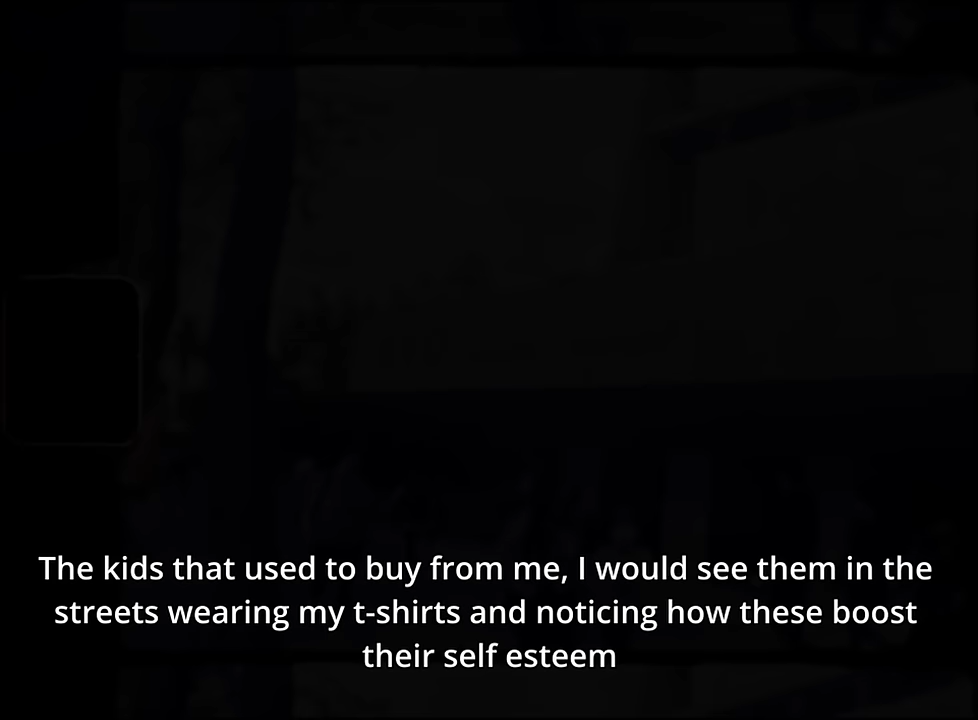 The kids that used to buy from me, I would see them in the
streets wearing my t-shirts and noticing how these boost
their self esteem